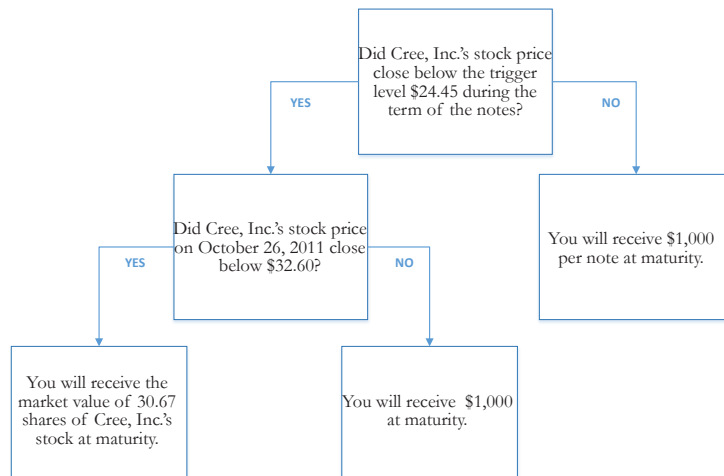 Did Cree, Inc.'s stock price
close below the trigger
level $24.45 during the
term of the notes?
YES
NO
Did Cree, Inc.'s stock price
on October 26, 2011 close
below $32.60?
You will receive $1,000
per note at maturity.
YES
NO
You will receive the
market value of 30.67
shares of Cree, Inc.'s
stock at maturity.
You will receive $1,000
at maturity.